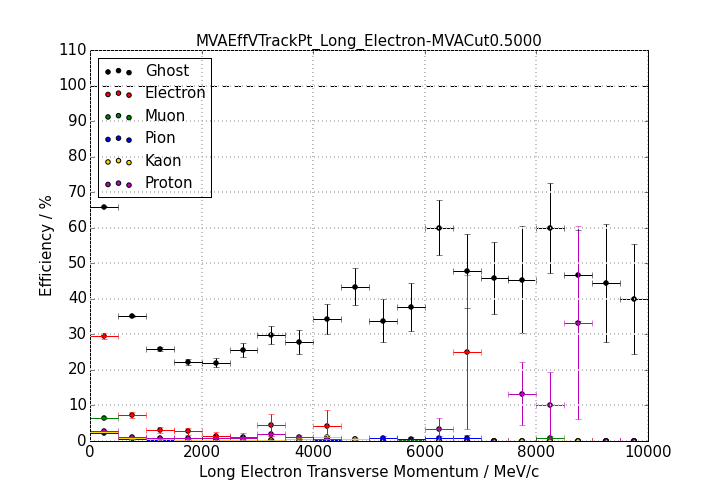 MVAEffVTrackPt_Long_Electron-MVACut0.5000
110
100
90
80
70
60
50
40
30
20
10
0
Efficiency / %
Ghost
Electron
Muon
Pion
Kaon
Proton
0 2000 4000 6000 8000 10000
Long Electron Transverse Momentum / MeV/c